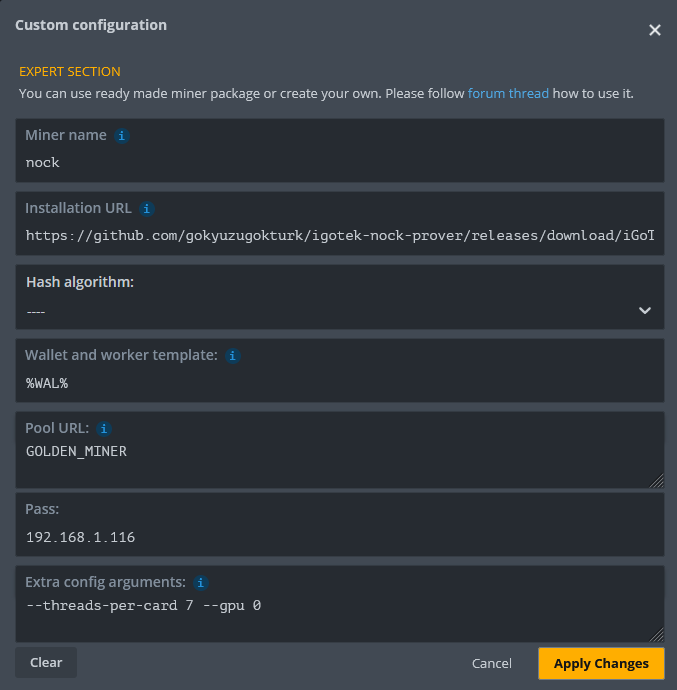 Custom configuration
EXPERT SECTION
You can use ready made miner package or create your own. Please follow forum thread how to use it.
Miner name
nock
Installation URL
https://github.com/gokyuzugokturk/igotek-nock-prover/releases/download/iGoT
Hash algorithm:
----
Wallet and worker template:
%WAL%
Pool URL:
GOLDEN_MINER
Pass:
192.168.1.116
Extra config arguments:
--threads-per-card 7 --gpu 0
Clear
Cancel
Apply Changes